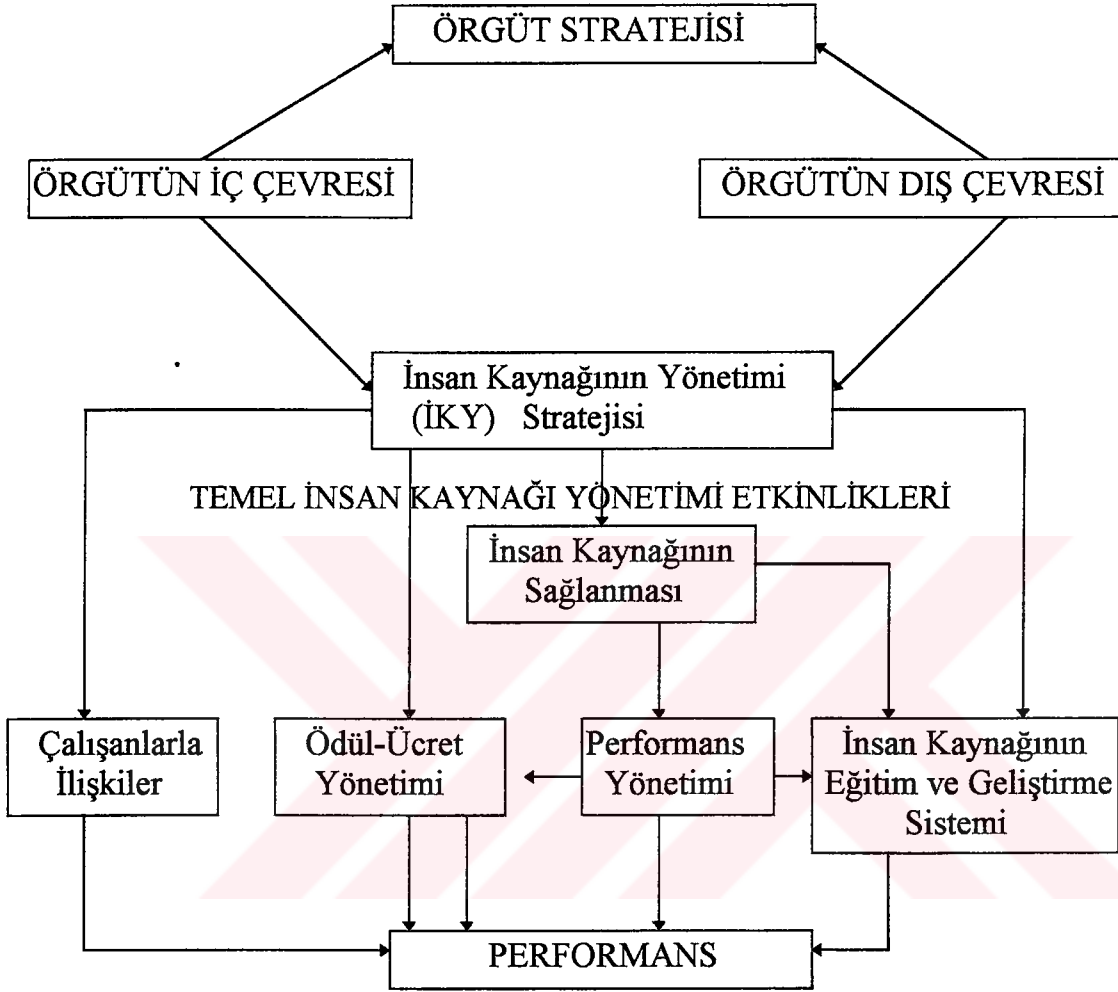 ÖRGÜT STRATEJİSİ
ÖRGÜTÜN İÇ ÇEVRESİ
ÖRGÜTÜN DIŞ ÇEVRESİ
İnsan Kaynağının Yönetimi
(İKY) Stratejisi
TEMEL İNSAN KAYNAĞI YÖNETİMİ ETKİNLİKLERİ
İnsan Kaynağının
Sağlanması
Çalışanlarla
İlişkiler
Ödül-Ücret
Yönetimi
Performans
Yönetimi
İnsan Kaynağının
Eğitim ve Geliştirme
Sistemi
PERFORMANS